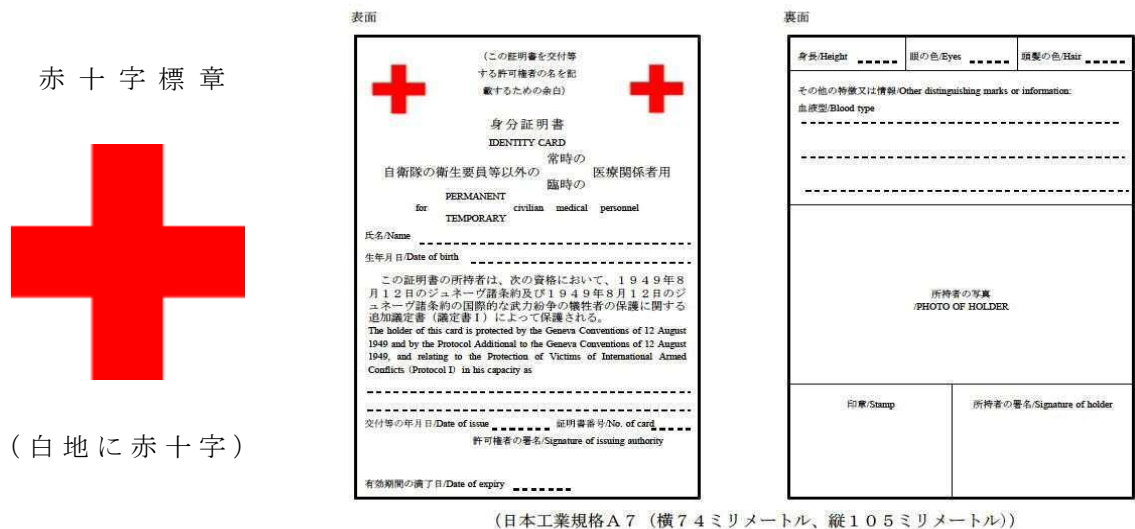 赤十字標章
(白地に赤十字)
表面
(この証明書を交付等
する許可権者の名を記
載するための余白)
身分証明書
IDENTITY CARD
常時の
自衛隊の衛生要員等以外の 医療関係者用
臨時の
PERMANENT
for civilian medical personnel
TEMPORARY
氏名/Name
生年月日/Date of birth
この証明書の所持者は、次の資格において、1949年8
月12日のジュネーヴ諸条約及び1949年8月12日のジ
ュネーヴ諸条約の国際的な武力紛争の犠牲者の保護に関する
追加議定書(議定書Ⅰ)によって保護される。
The holder of this card is protected by the Geneva Conventions of 12 August
1949 and by the Protocol Additional to the Geneva Conventions of 12 August
1949, and relating to the Protection of Victims of International Armed
Conflicts (Protocol I) in his capacity as
交付等の年月日/Date of issue 証明書番号/No. of card
許可権者の署名/Signature of issuing authority
有効期間の満了日/Date of expiry
裏面
身長/Height 眼の色/Eyes 頭髪の色/Hair
その他の特徴又は情報/Other distinguishing marks or information:
血液型/Blood type
所持者の写真
/PHOTO OF HOLDER
印章/Stamp 所持者の署名/Signature of holder
(日本工業規格A7(横74ミリメートル、縦105ミリメートル))